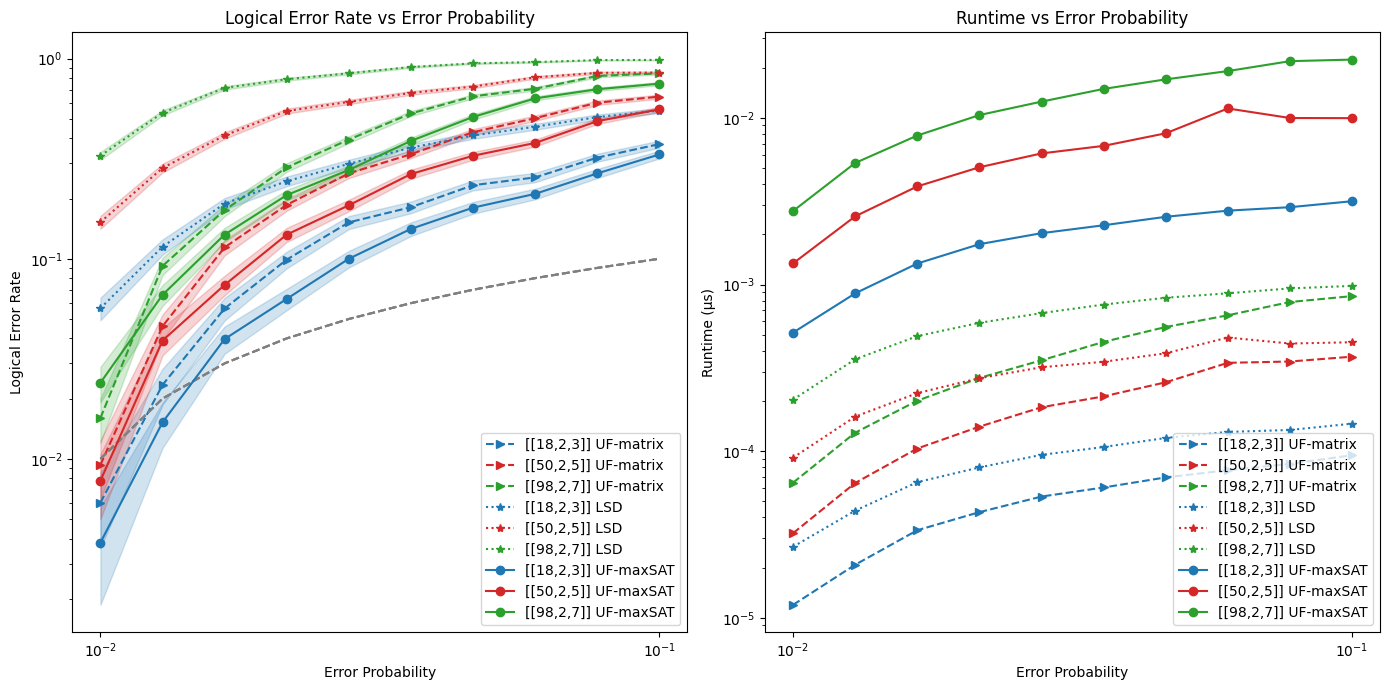 Logical Error Rate vs Error Probability
10⁰
10⁻¹
10⁻²
Logical Error Rate
[[18,2,3]] UF-matrix
[[50,2,5]] UF-matrix
[[98,2,7]] UF-matrix
[[18,2,3]] LSD
[[50,2,5]] LSD
[[98,2,7]] LSD
[[18,2,3]] UF-maxSAT
[[50,2,5]] UF-maxSAT
[[98,2,7]] UF-maxSAT
10⁻²
10⁻¹
Error Probability
Runtime vs Error Probability
10⁻²
10⁻³
10⁻⁴
10⁻⁵
Runtime (μs)
[[18,2,3]] UF-matrix
[[50,2,5]] UF-matrix
[[98,2,7]] UF-matrix
[[18,2,3]] LSD
[[50,2,5]] LSD
[[98,2,7]] LSD
[[18,2,3]] UF-maxSAT
[[50,2,5]] UF-maxSAT
[[98,2,7]] UF-maxSAT
10⁻²
10⁻¹
Error Probability